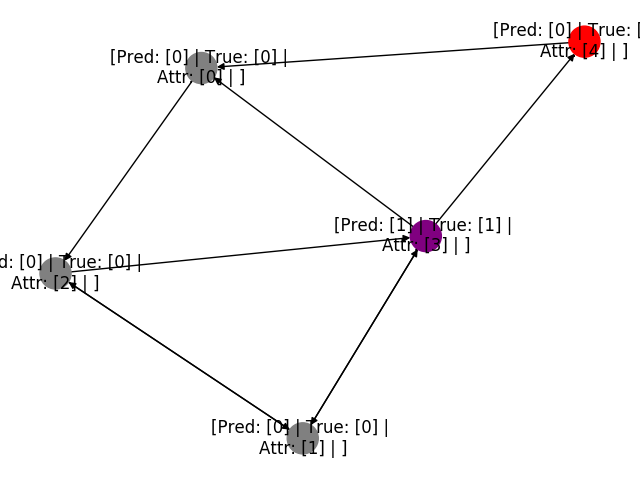 [Pred: [0] | True: [
Attr: [4] | ]
[Pred: [0] | True: [0] |
Attr: [0] | ]
[Pred: [1] | True: [1] |
Attr: [3] | ]
d: [0] | True: [0] |
Attr: [2] | ]
[Pred: [0] | True: [0] |
Attr: [1] | ]